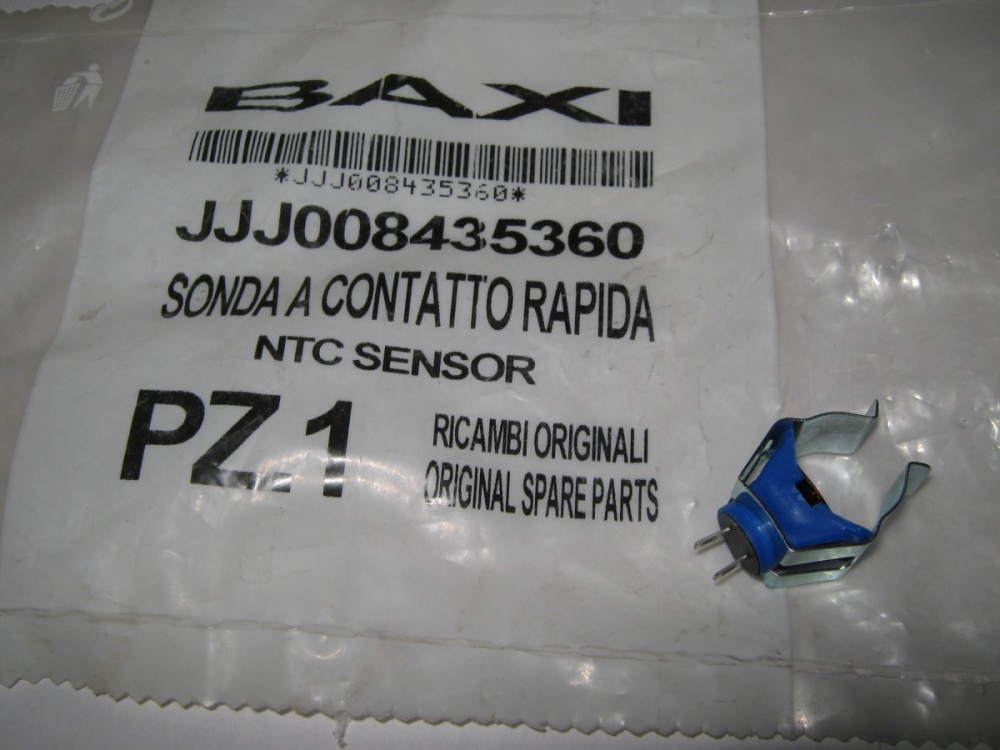 BAXI
*JJJ008435360*
JJJ008435360
SONDA A CONTATTO RAPIDA
NTC SENSOR
PZ 1
RICAMBI ORIGINALI
ORIGINAL SPARE PARTS